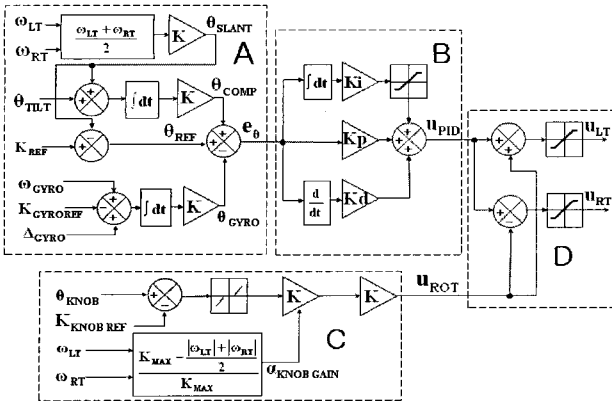 ω_LT
ω_RT
(ω_LT + ω_RT) / 2
K
θ_SLANT
A
θ_TILT
∫dt
K
θ_COMP
K_REF
θ_REF
e_θ
ω_GYRO
K_GYROREF
Δ_GYRO
∫dt
K
θ_GYRO
B
∫dt
Ki
Kp
d/dt
Kd
u_PID
u_LT
u_RT
D
θ_KNOB
K_KNOB REF
K
K
u_ROT
C
ω_LT
ω_RT
K_MAX − (|ω_LT| + |ω_RT|) / 2
K_MAX
α_KNOB GAIN